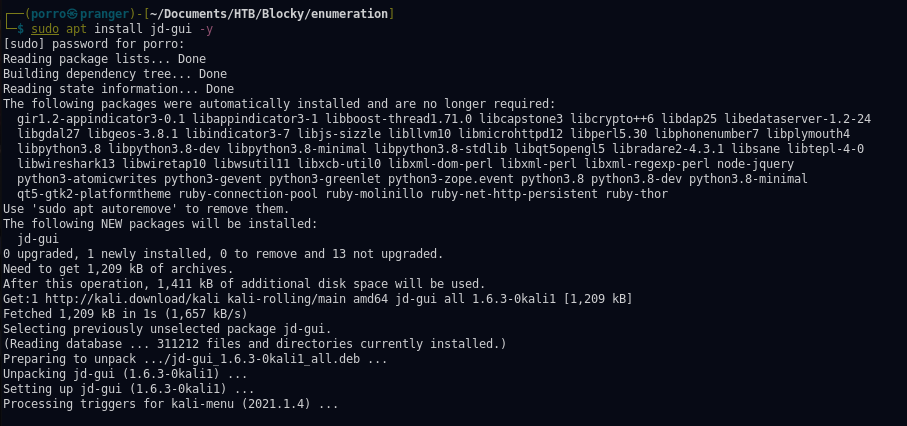 ┌──(porro㉿pranger)-[~/Documents/HTB/Blocky/enumeration]
└─$ sudo apt install jd-gui -y
[sudo] password for porro:
Reading package lists... Done
Building dependency tree... Done
Reading state information... Done
The following packages were automatically installed and are no longer required:
  gir1.2-appindicator3-0.1 libappindicator3-1 libboost-thread1.71.0 libcapstone3 libcrypto++6 libdap25 libedataserver-1.2-24
  libgdal27 libgeos-3.8.1 libindicator3-7 libjs-sizzle libllvm10 libmicrohttpd12 libperl5.30 libphonenumber7 libplymouth4
  libpython3.8 libpython3.8-dev libpython3.8-minimal libpython3.8-stdlib libqt5opengl5 libradare2-4.3.1 libsane libtepl-4-0
  libwireshark13 libwiretap10 libwsutil11 libxcb-util0 libxml-dom-perl libxml-perl libxml-regexp-perl node-jquery
  python3-atomicwrites python3-gevent python3-greenlet python3-zope.event python3.8 python3.8-dev python3.8-minimal
  qt5-gtk2-platformtheme ruby-connection-pool ruby-molinillo ruby-net-http-persistent ruby-thor
Use 'sudo apt autoremove' to remove them.
The following NEW packages will be installed:
  jd-gui
0 upgraded, 1 newly installed, 0 to remove and 13 not upgraded.
Need to get 1,209 kB of archives.
After this operation, 1,411 kB of additional disk space will be used.
Get:1 http://kali.download/kali kali-rolling/main amd64 jd-gui all 1.6.3-0kali1 [1,209 kB]
Fetched 1,209 kB in 1s (1,657 kB/s)
Selecting previously unselected package jd-gui.
(Reading database ... 311212 files and directories currently installed.)
Preparing to unpack .../jd-gui_1.6.3-0kali1_all.deb ...
Unpacking jd-gui (1.6.3-0kali1) ...
Setting up jd-gui (1.6.3-0kali1) ...
Processing triggers for kali-menu (2021.1.4) ...